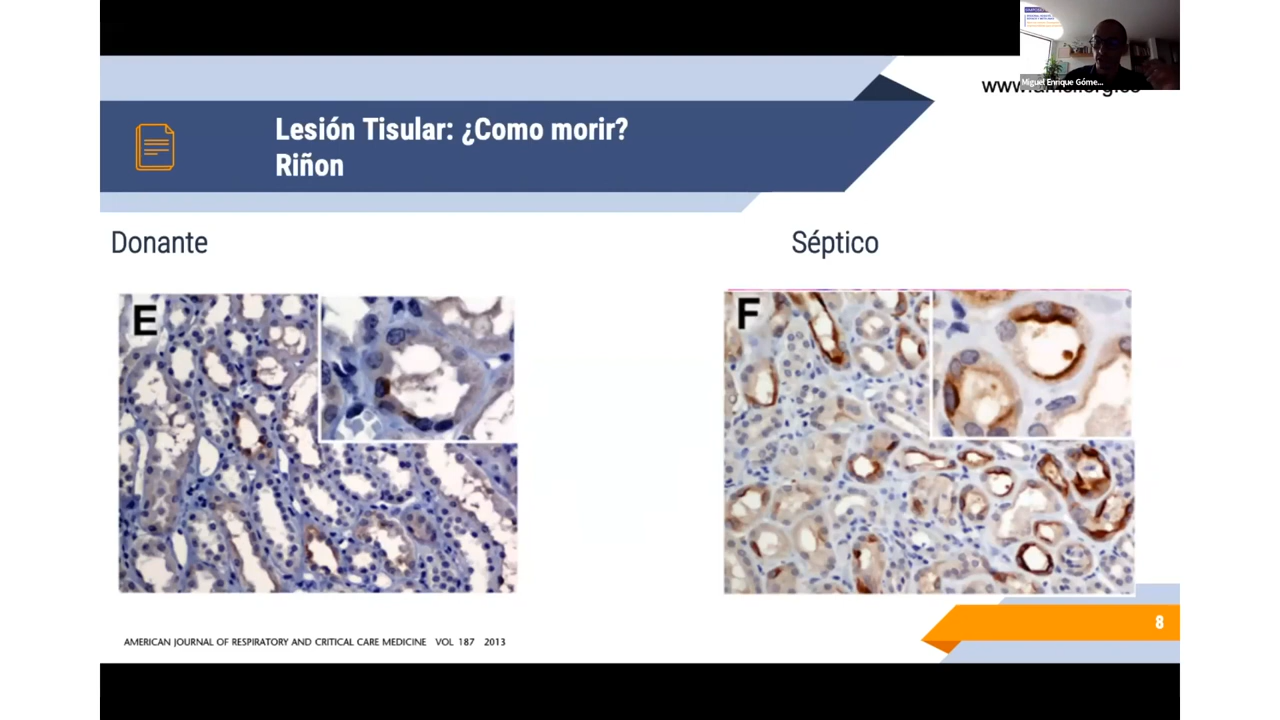 Miguel Enrique Góme...
Lesión Tisular: ¿Como morir?
Riñon
Donante
Séptico
E
F
AMERICAN JOURNAL OF RESPIRATORY AND CRITICAL CARE MEDICINE VOL 187 2013
8